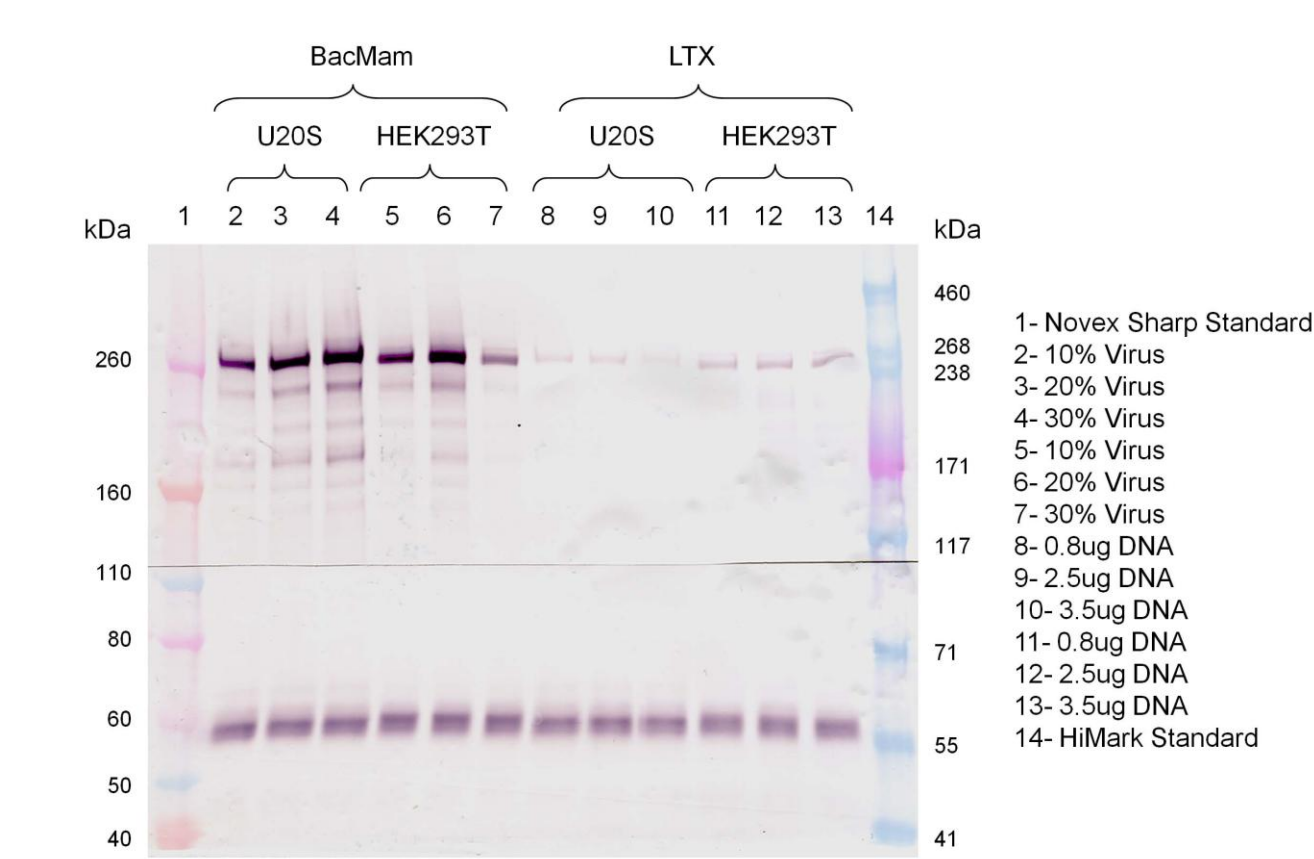 BacMam LTX
U20S HEK293T U20S HEK293T
kDa 1 2 3 4 5 6 7 8 9 10 11 12 13 14 kDa
460
268
260
238
171
160
117
110
80
71
60
55
50
40
41
1- Novex Sharp Standard
2- 10% Virus
3- 20% Virus
4- 30% Virus
5- 10% Virus
6- 20% Virus
7- 30% Virus
8- 0.8ug DNA
9- 2.5ug DNA
10- 3.5ug DNA
11- 0.8ug DNA
12- 2.5ug DNA
13- 3.5ug DNA
14- HiMark Standard